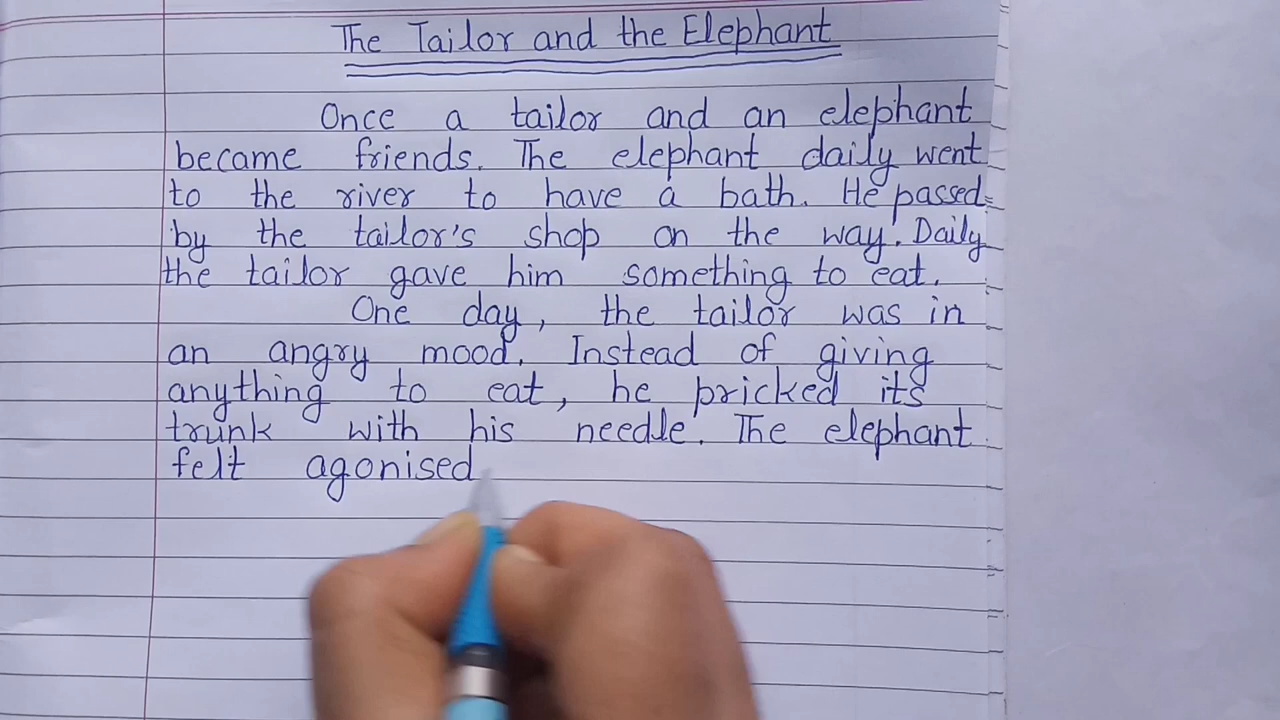 The Tailor and the Elephant
Once a tailor and an elephant
became friends. The elephant daily went
to the river to have a bath. He passed
by the tailor's shop on the way. Daily
the tailor gave him something to eat.
One day, the tailor was in
an angry mood. Instead of giving
anything to eat, he pricked its
trunk with his needle. The elephant
felt agonised